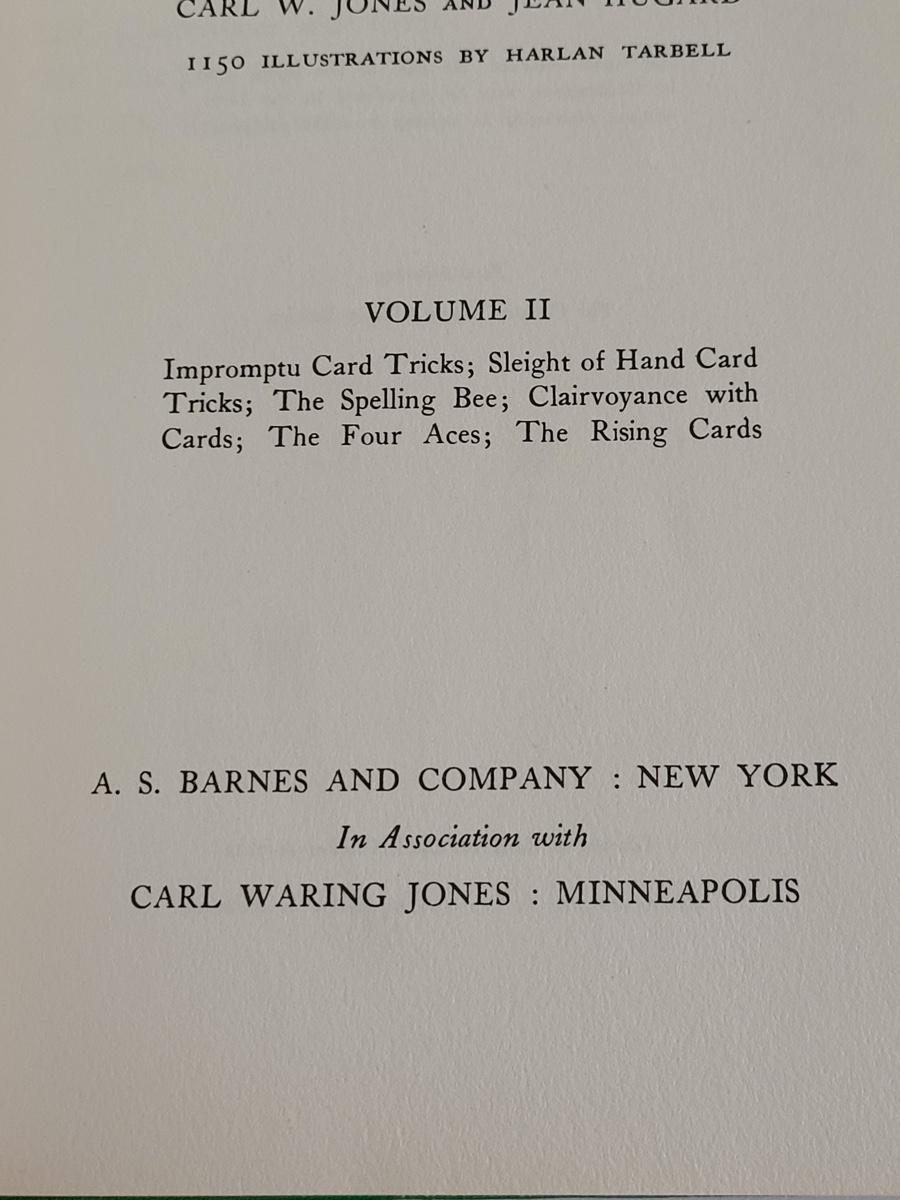 CARL W. JONES AND JEAN HUGARD
1150 ILLUSTRATIONS BY HARLAN TARBELL
VOLUME II
Impromptu Card Tricks; Sleight of Hand Card
Tricks; The Spelling Bee; Clairvoyance with
Cards; The Four Aces; The Rising Cards
A. S. BARNES AND COMPANY : NEW YORK
In Association with
CARL WARING JONES : MINNEAPOLIS